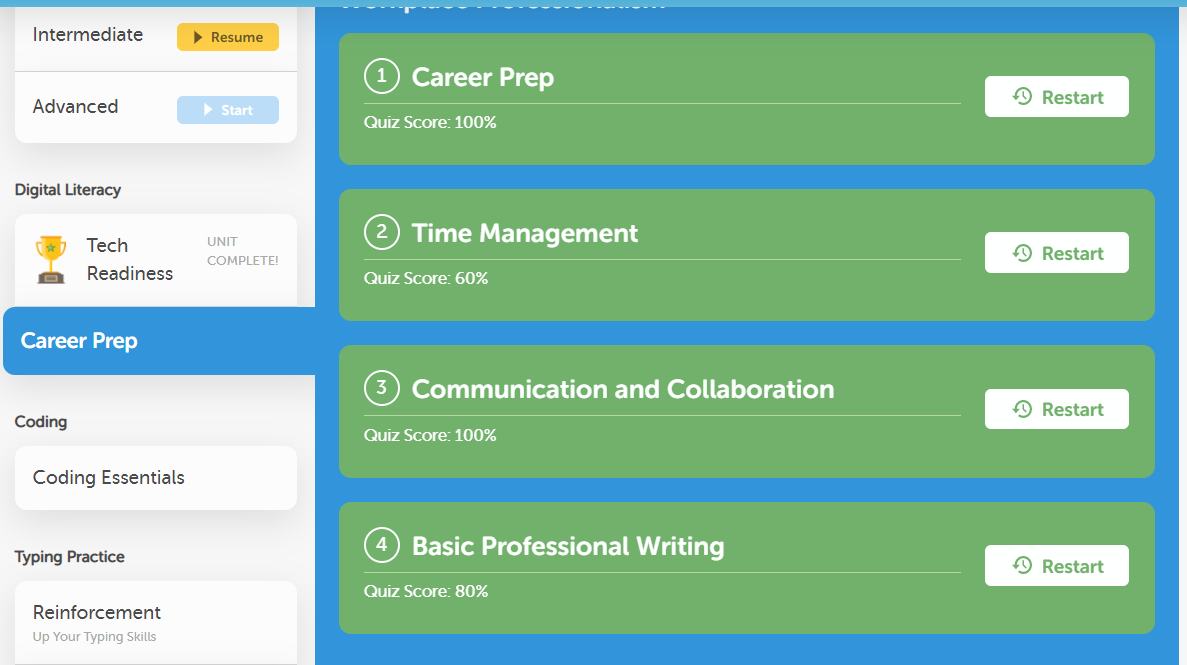 Intermediate
Resume
Advanced
Start
Digital Literacy
Tech
Readiness
UNIT
COMPLETE!
Career Prep
Coding
Coding Essentials
Typing Practice
Reinforcement
Up Your Typing Skills
Workplace Professionalism
1 Career Prep
Quiz Score: 100%
Restart
2 Time Management
Quiz Score: 60%
Restart
3 Communication and Collaboration
Quiz Score: 100%
Restart
4 Basic Professional Writing
Quiz Score: 80%
Restart